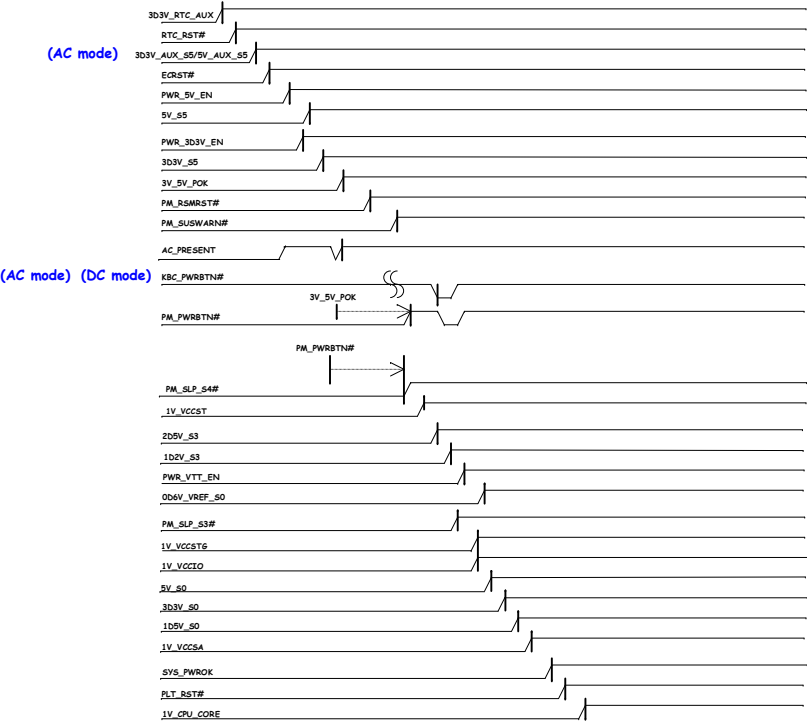 3D3V_RTC_AUX
RTC_RST#
(AC mode) 3D3V_AUX_S5/5V_AUX_S5
ECRST#
PWR_5V_EN
5V_S5
PWR_3D3V_EN
3D3V_S5
3V_5V_POK
PM_RSMRST#
PM_SUSWARN#
AC_PRESENT
(AC mode) (DC mode) KBC_PWRBTN#
3V_5V_POK
PM_PWRBTN#
PM_PWRBTN#
PM_SLP_S4#
1V_VCCST
2D5V_S3
1D2V_S3
PWR_VTT_EN
0D6V_VREF_S0
PM_SLP_S3#
1V_VCCSTG
1V_VCCIO
5V_S0
3D3V_S0
1D5V_S0
1V_VCCSA
SYS_PWROK
PLT_RST#
1V_CPU_CORE